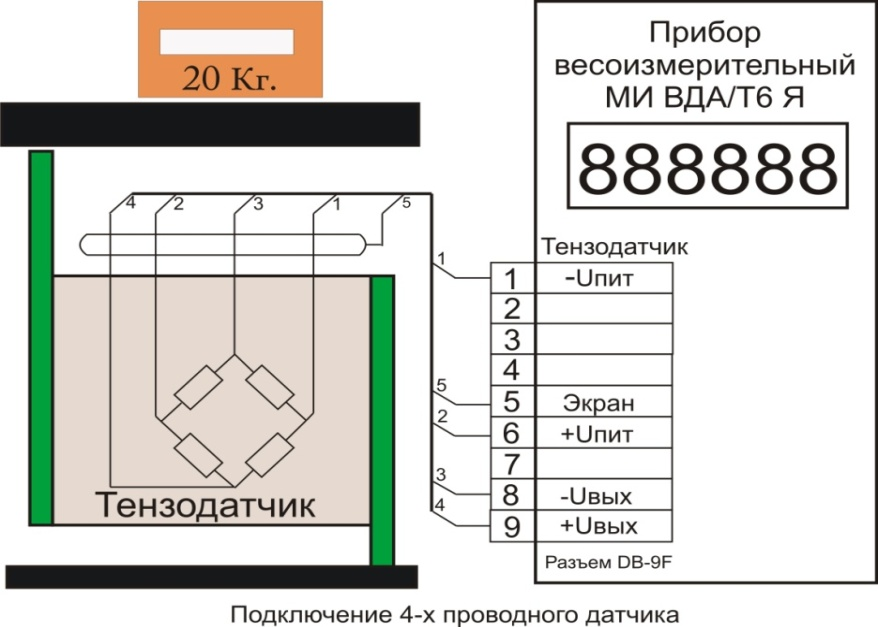 20 Кг.
Прибор
весоизмерительный
МИ ВДА/Т6 Я
888888
4 2 3 1 5
Тензодатчик
1 1 -Uпит
2
3
4
5 5 Экран
2 6 +Uпит
7
3 8 -Uвых
4 9 +Uвых
Разъем DB-9F
Тензодатчик
Подключение 4-х проводного датчика